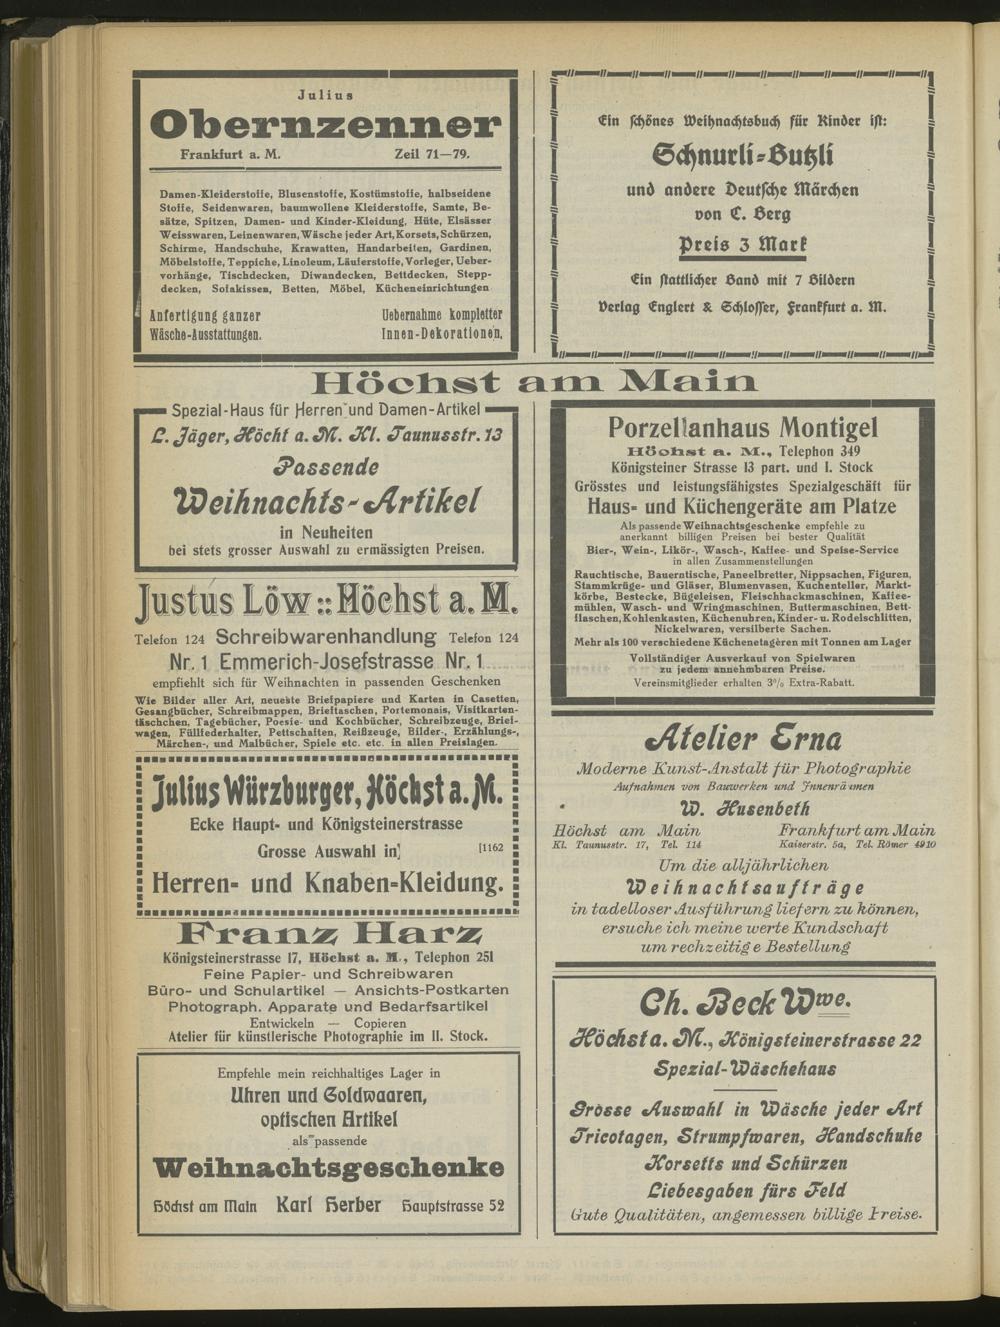 Julius
Obernzenner
Frankfurt a. M. Zeil 71—79.
Damen-Kleiderstoffe, Blusenstoffe, Kostümstoffe, halbseidene
Stoffe, Seidenwaren, baumwollene Kleiderstoffe, Samte, Be-
sätze, Spitzen, Damen- und Kinder-Kleidung, Hüte, Elsässer
Weisswaren, Leinenwaren, Wäsche jeder Art, Korsets, Schürzen,
Schirme, Handschuhe, Krawatten, Handarbeiten, Gardinen,
Möbelstoffe, Teppiche, Linoleum, Läuferstoffe, Vorleger, Ueber-
vorhänge, Tischdecken, Diwandecken, Bettdecken, Stepp-
decken, Sofakissen, Betten, Möbel, Kücheneinrichtungen
Anfertigung ganzer Uebernahme kompletter
Wäsche-Ausstattungen. Innen-Dekorationen.
Ein schönes Weihnachtsbuch für Kinder ist:
Schnurli-Butzli
und andere Deutsche Märchen
von C. Berg
Preis 3 Mark
Ein stattlicher Band mit 7 Bildern
Verlag Englert & Schlosser, Frankfurt a. M.
Höchst am Main
Spezial-Haus für Herren und Damen-Artikel
L. Jäger, Höcht a. M. Kl. Taunusstr. 13
Passende
Weihnachts-Artikel
in Neuheiten
bei stets grosser Auswahl zu ermässigten Preisen.
Justus Löw :: Höchst a. M.
Telefon 124 Schreibwarenhandlung Telefon 124
Nr. 1 Emmerich-Josefstrasse Nr. 1
empfiehlt sich für Weihnachten in passenden Geschenken
Wie Bilder aller Art, neueste Briefpapiere und Karten in Casetten,
Gesangbücher, Schreibmappen, Brieftaschen, Portemonais, Visitkarten-
täschchen, Tagebücher, Poesie- und Kochbücher, Schreibzeuge, Brief-
wagen, Füllfederhalter, Pettschaften, Reißzeuge, Bilder-, Erzählungs-,
Märchen-, und Malbücher, Spiele etc. etc. in allen Preislagen.
Julius Würzburger, Höchst a. M.
Ecke Haupt- und Königsteinerstrasse
Grosse Auswahl in] [1162
Herren- und Knaben-Kleidung.
Franz Harz
Königsteinerstrasse 17, Höchst a. M., Telephon 251
Feine Papier- und Schreibwaren
Büro- und Schulartikel — Ansichts-Postkarten
Photograph. Apparate und Bedarfsartikel
Entwickeln — Copieren
Atelier für künstlerische Photographie im II. Stock.
Empfehle mein reichhaltiges Lager in
Uhren und Goldwaaren,
optischen Artikel
als passende
Weihnachtsgeschenke
Höchst am Main Karl Herber Hauptstrasse 52
Porzellanhaus Montigel
Höchst a. M., Telephon 349
Königsteiner Strasse 13 part. und I. Stock
Grösstes und leistungsfähigstes Spezialgeschäft für
Haus- und Küchengeräte am Platze
Als passende Weihnachtsgeschenke empfehle zu
anerkannt billigen Preisen bei bester Qualität
Bier-, Wein-, Likör-, Wasch-, Kaffee- und Speise-Service
in allen Zusammenstellungen
Rauchtische, Bauerntische, Paneelbretter, Nippsachen, Figuren,
Stammkrüge- und Gläser, Blumenvasen, Kuchenteller, Markt-
körbe, Bestecke, Bügeleisen, Fleischhackmaschinen, Kaffee-
mühlen, Wasch- und Wringmaschinen, Buttermaschinen, Bett-
flaschen, Kohlenkasten, Küchenuhren, Kinder- u. Rodelschlitten,
Nickelwaren, versilberte Sachen.
Mehr als 100 verschiedene Küchenetagèren mit Tonnen am Lager
Vollständiger Ausverkauf von Spielwaren
zu jedem annehmbaren Preise.
Vereinsmitglieder erhalten 3% Extra-Rabatt.
Atelier Erna
Moderne Kunst-Anstalt für Photographie
Aufnahmen von Bauwerken und Innenräumen
W. Husenbeth
Höchst am Main Frankfurt am Main
Kl. Taunusstr. 17, Tel. 114 Kaiserstr. 5a, Tel. Römer 4910
Um die alljährlichen
Weihnachtsaufträge
in tadelloser Ausführung liefern zu können,
ersuche ich meine werte Kundschaft
um rechzeitige Bestellung
Ch. Beck Wwe.
Höchst a. M., Königsteinerstrasse 22
Spezial-Wäschehaus
Grosse Auswahl in Wäsche jeder Art
Tricotagen, Strumpfwaren, Handschuhe
Korsetts und Schürzen
Liebesgaben fürs Feld
Gute Qualitäten, angemessen billige Preise.